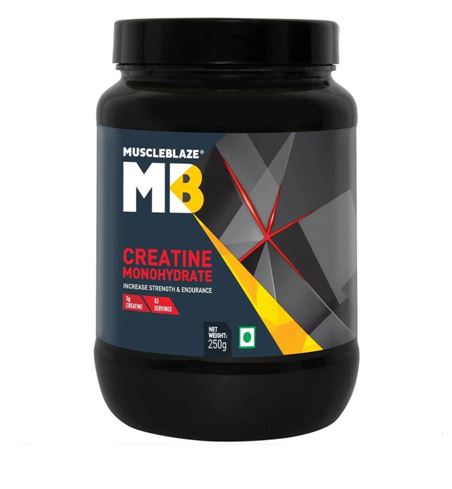 MUSCLEBLAZE®
MB
CREATINE
MONOHYDRATE
INCREASE STRENGTH & ENDURANCE
3g 83
CREATINE SERVINGS
NET
WEIGHT:
250g